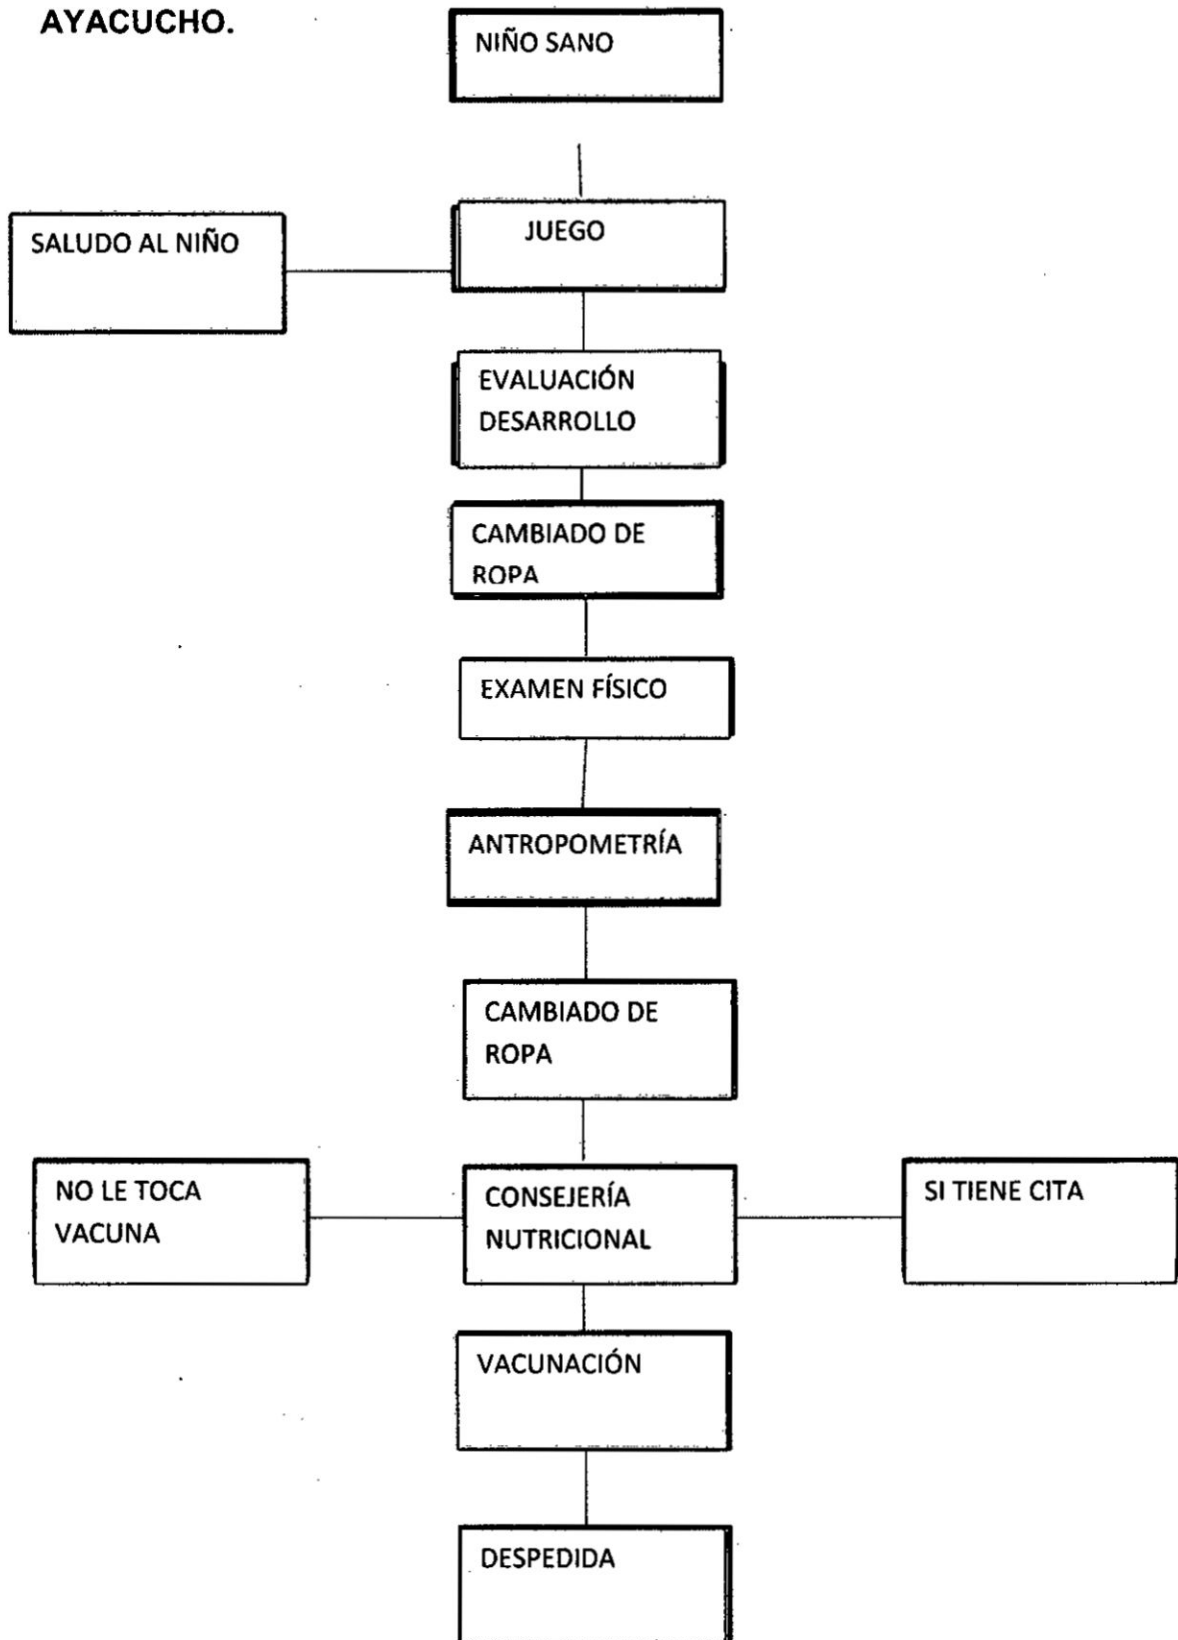 AYACUCHO.
NIÑO SANO
SALUDO AL NIÑO
JUEGO
EVALUACIÓN
DESARROLLO
CAMBIADO DE
ROPA
EXAMEN FÍSICO
ANTROPOMETRÍA
CAMBIADO DE
ROPA
NO LE TOCA
VACUNA
CONSEJERÍA
NUTRICIONAL
SI TIENE CITA
VACUNACIÓN
DESPEDIDA